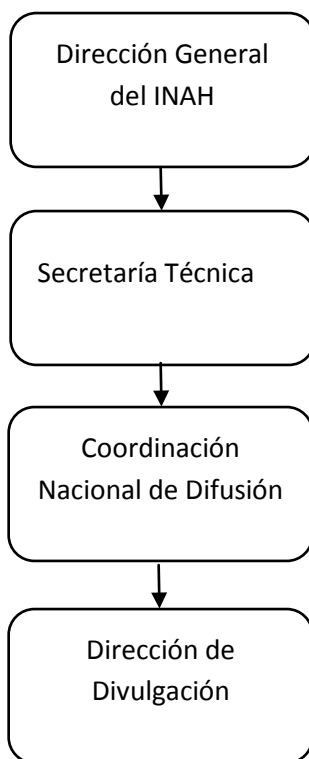 Dirección General
del INAH
Secretaría Técnica
Coordinación
Nacional de Difusión
Dirección de
Divulgación